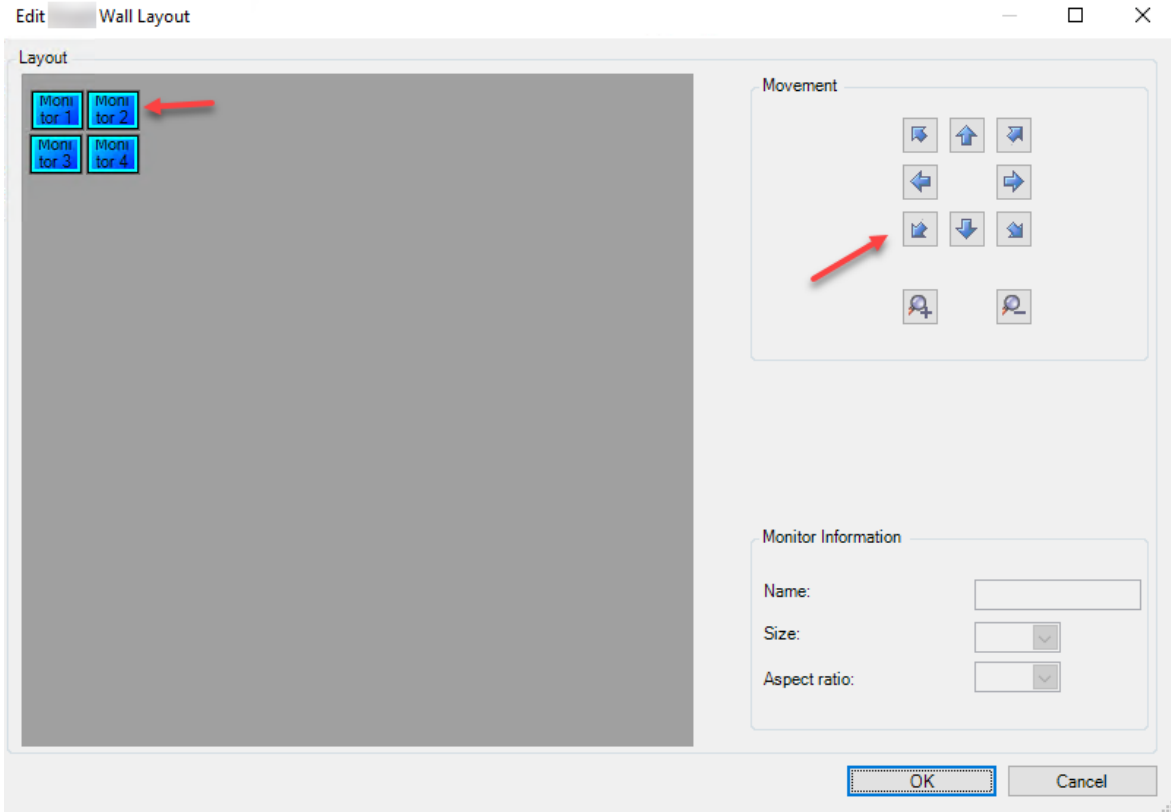 Edit Wall Layout
Layout
Moni
tor 1
Moni
tor 2
Moni
tor 3
Moni
tor 4
Movement
Monitor Information
Name:
Size:
Aspect ratio:
OK
Cancel